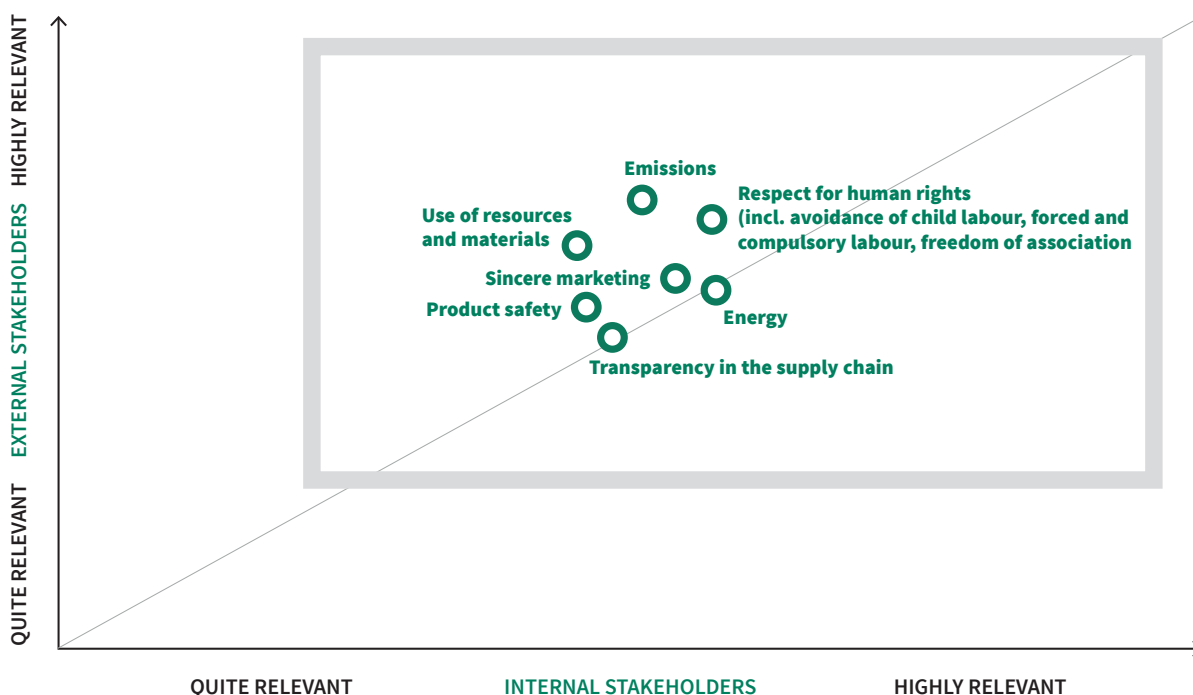 HIGHLY RELEVANT
EXTERNAL STAKEHOLDERS
QUITE RELEVANT
Emissions
Respect for human rights
(incl. avoidance of child labour, forced and
compulsory labour, freedom of association
Use of resources
and materials
Sincere marketing
Product safety
Energy
Transparency in the supply chain
QUITE RELEVANT
INTERNAL STAKEHOLDERS
HIGHLY RELEVANT